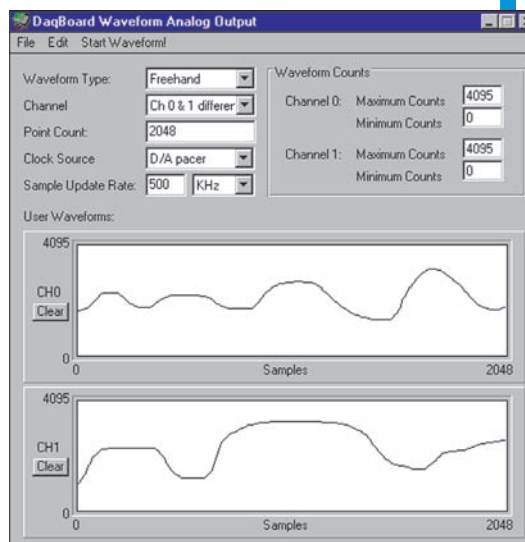 DaqBoard Waveform Analog Output
File Edit Start Waveform!
Waveform Type: Freehand
Channel Ch 0 & 1 differer
Point Count: 2048
Clock Source D/A pacer
Sample Update Rate: 500 KHz
Waveform Counts
Channel 0: Maximum Counts 4095
Minimum Counts 0
Channel 1: Maximum Counts 4095
Minimum Counts 0
User Waveforms:
4095
CH0
Clear
0
0 Samples 2048
4095
CH1
Clear
0
0 Samples 2048